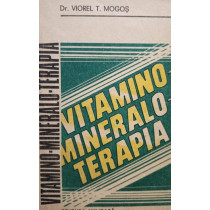 Dr. VIOREL T. MOGOȘ
VITAMINO-MINERALO-TERAPIA
VITAMINO
MINERALO
TERAPIA